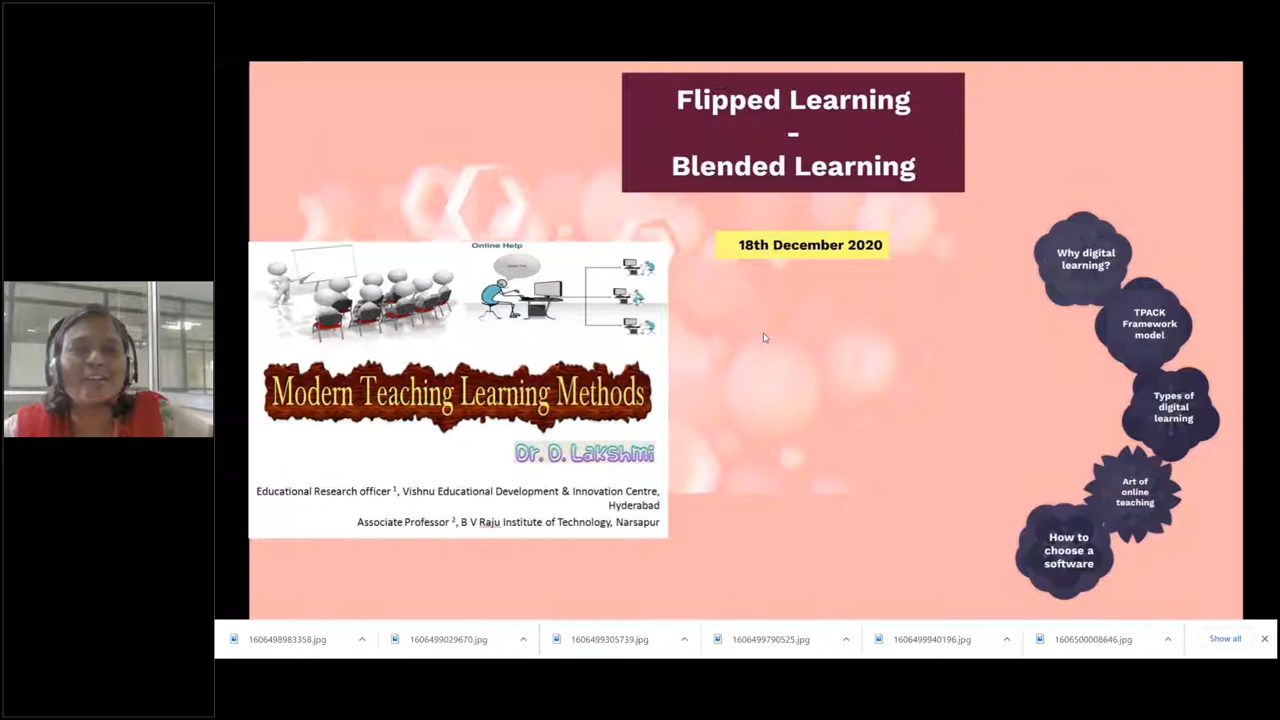 Flipped Learning
-
Blended Learning
18th December 2020
Online Help
Modern Teaching Learning Methods
Dr. D. Lakshmi
Educational Research officer 1, Vishnu Educational Development & Innovation Centre,
Hyderabad
Associate Professor 2, B V Raju Institute of Technology, Narsapur
Why digital
learning?
TPACK
Framework
model
Types of
digital
learning
Art of
online
teaching
How to
choose a
software
1606498983358.jpg
1606499029670.jpg
1606499305739.jpg
1606499790525.jpg
1606499940196.jpg
1606500008646.jpg
Show all